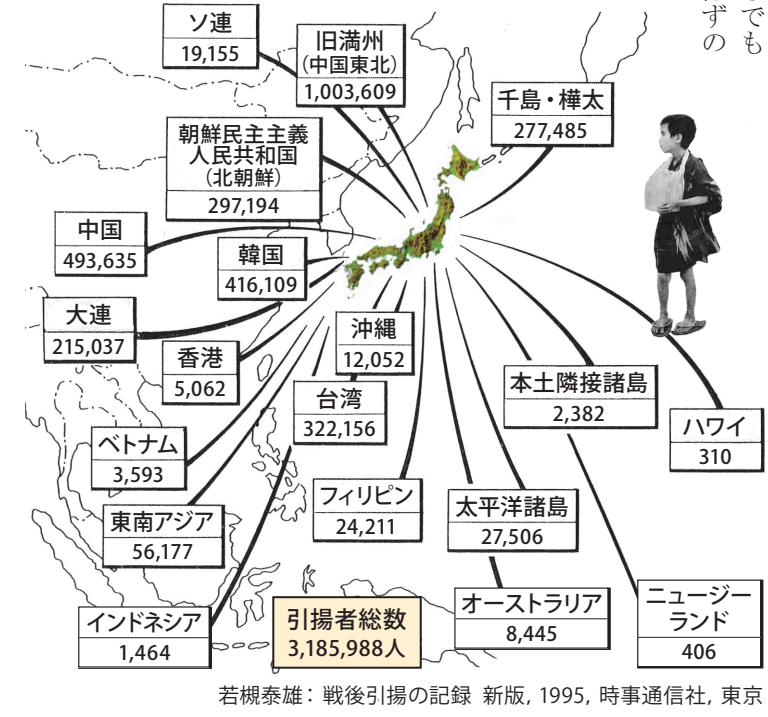 でも
ずの
ソ連
19,155
旧満州
(中国東北)
1,003,609
千島・樺太
277,485
朝鮮民主主義
人民共和国
(北朝鮮)
297,194
中国
493,635
韓国
416,109
大連
215,037
香港
5,062
沖縄
12,052
台湾
322,156
本土隣接諸島
2,382
ハワイ
310
ベトナム
3,593
東南アジア
56,177
フィリピン
24,211
太平洋諸島
27,506
インドネシア
1,464
引揚者総数
3,185,988人
オーストラリア
8,445
ニュージー
ランド
406
若槻泰雄：戦後引揚の記録 新版, 1995, 時事通信社, 東京